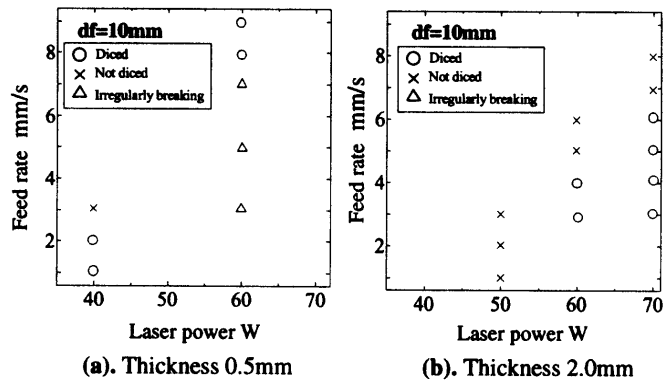 df=10mm
Diced
Not diced
Irregularly breaking
Feed rate mm/s
8
6
4
2
40
50
60
70
Laser power W
(a). Thickness 0.5mm
df=10mm
Diced
Not diced
Irregularly breaking
Feed rate mm/s
8
6
4
2
40
50
60
70
Laser power W
(b). Thickness 2.0mm